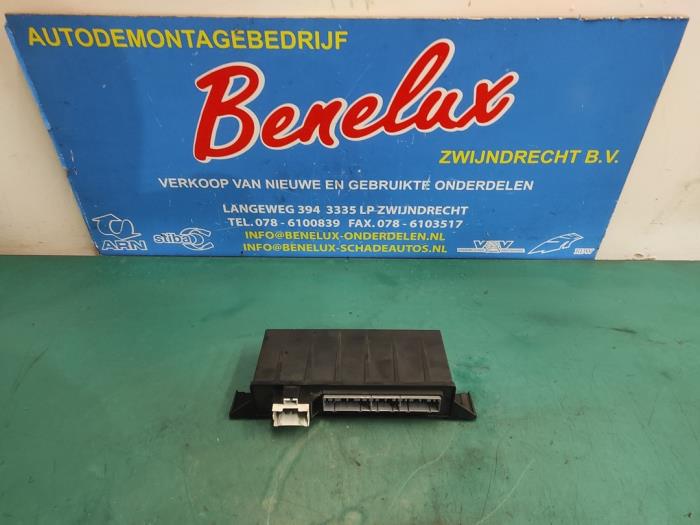 AUTODEMONTAGEBEDRIJF
Benelux
ZWIJNDRECHT B.V.
VERKOOP VAN NIEUWE EN GEBRUIKTE ONDERDELEN
LANGEWEG 394 3335 LP ZWIJNDRECHT
TEL. 078 - 6100839 FAX. 078 - 6103517
INFO@BENELUX-ONDERDELEN.NL
INFO@BENELUX-SCHADEAUTOS.NL
ARN
stiba